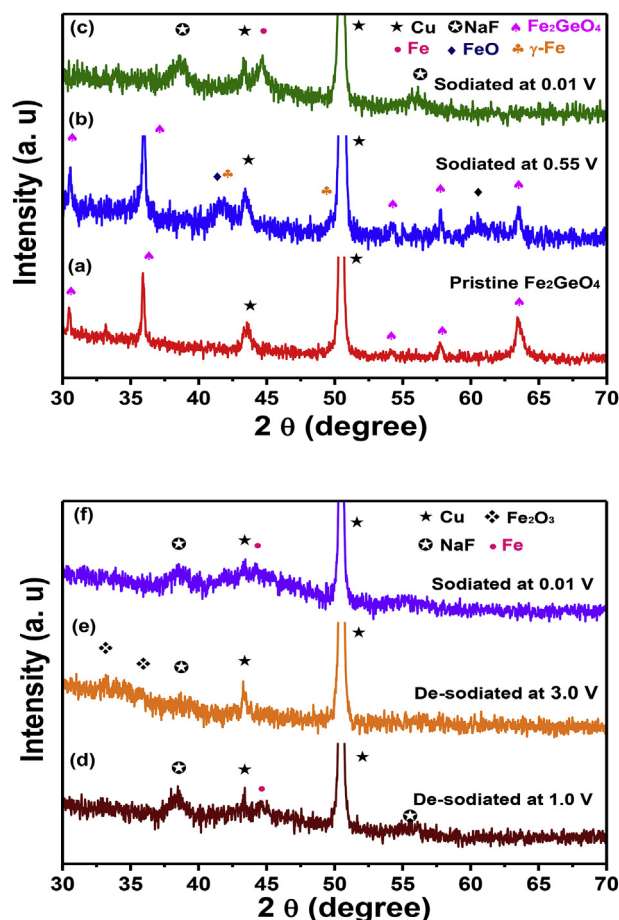 (c)
★ Cu ✪ NaF ♠ Fe₂GeO₄
● Fe ◆ FeO ♣ γ-Fe
Sodiated at 0.01 V
(b)
Sodiated at 0.55 V
(a)
Pristine Fe₂GeO₄
Intensity (a. u)
30 35 40 45 50 55 60 65 70
2 θ (degree)
(f)
★ Cu ❖ Fe₂O₃
✪ NaF ● Fe
Sodiated at 0.01 V
(e)
De-sodiated at 3.0 V
(d)
De-sodiated at 1.0 V
Intensity (a. u)
30 35 40 45 50 55 60 65 70
2 θ (degree)